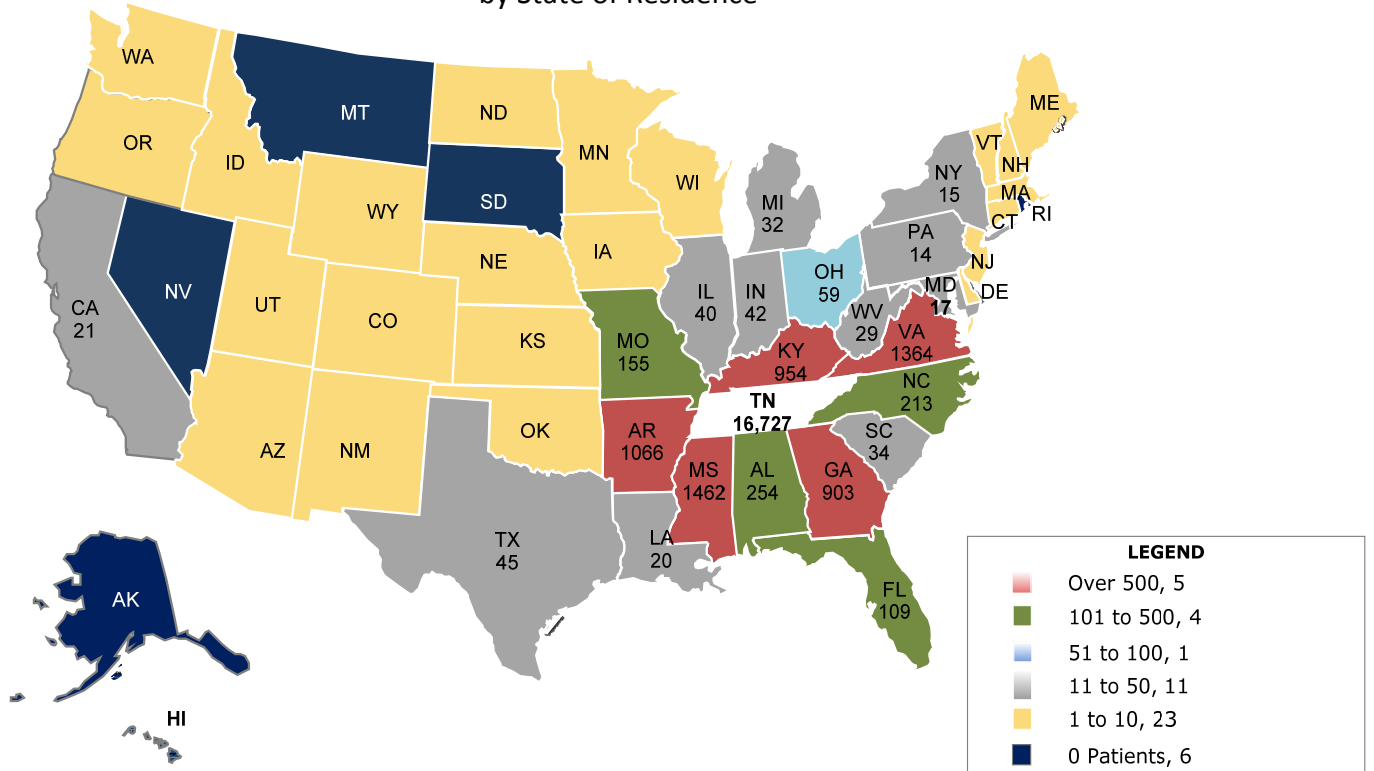 by State of Residence
WA
MT
ND
ME
OR
ID
MN
VT
NH
WI
NY
15
MA
WY
SD
MI
32
CT
RI
PA
14
IA
NE
NJ
OH
59
NV
UT
CO
IL
40
IN
42
MD
17
DE
CA
21
WV
29
VA
1364
KS
MO
155
KY
954
NC
213
TN
16,727
AZ
NM
OK
AR
1066
SC
34
MS
1462
AL
254
GA
903
TX
45
LA
20
FL
109
AK
HI
LEGEND
Over 500, 5
101 to 500, 4
51 to 100, 1
11 to 50, 11
1 to 10, 23
0 Patients, 6